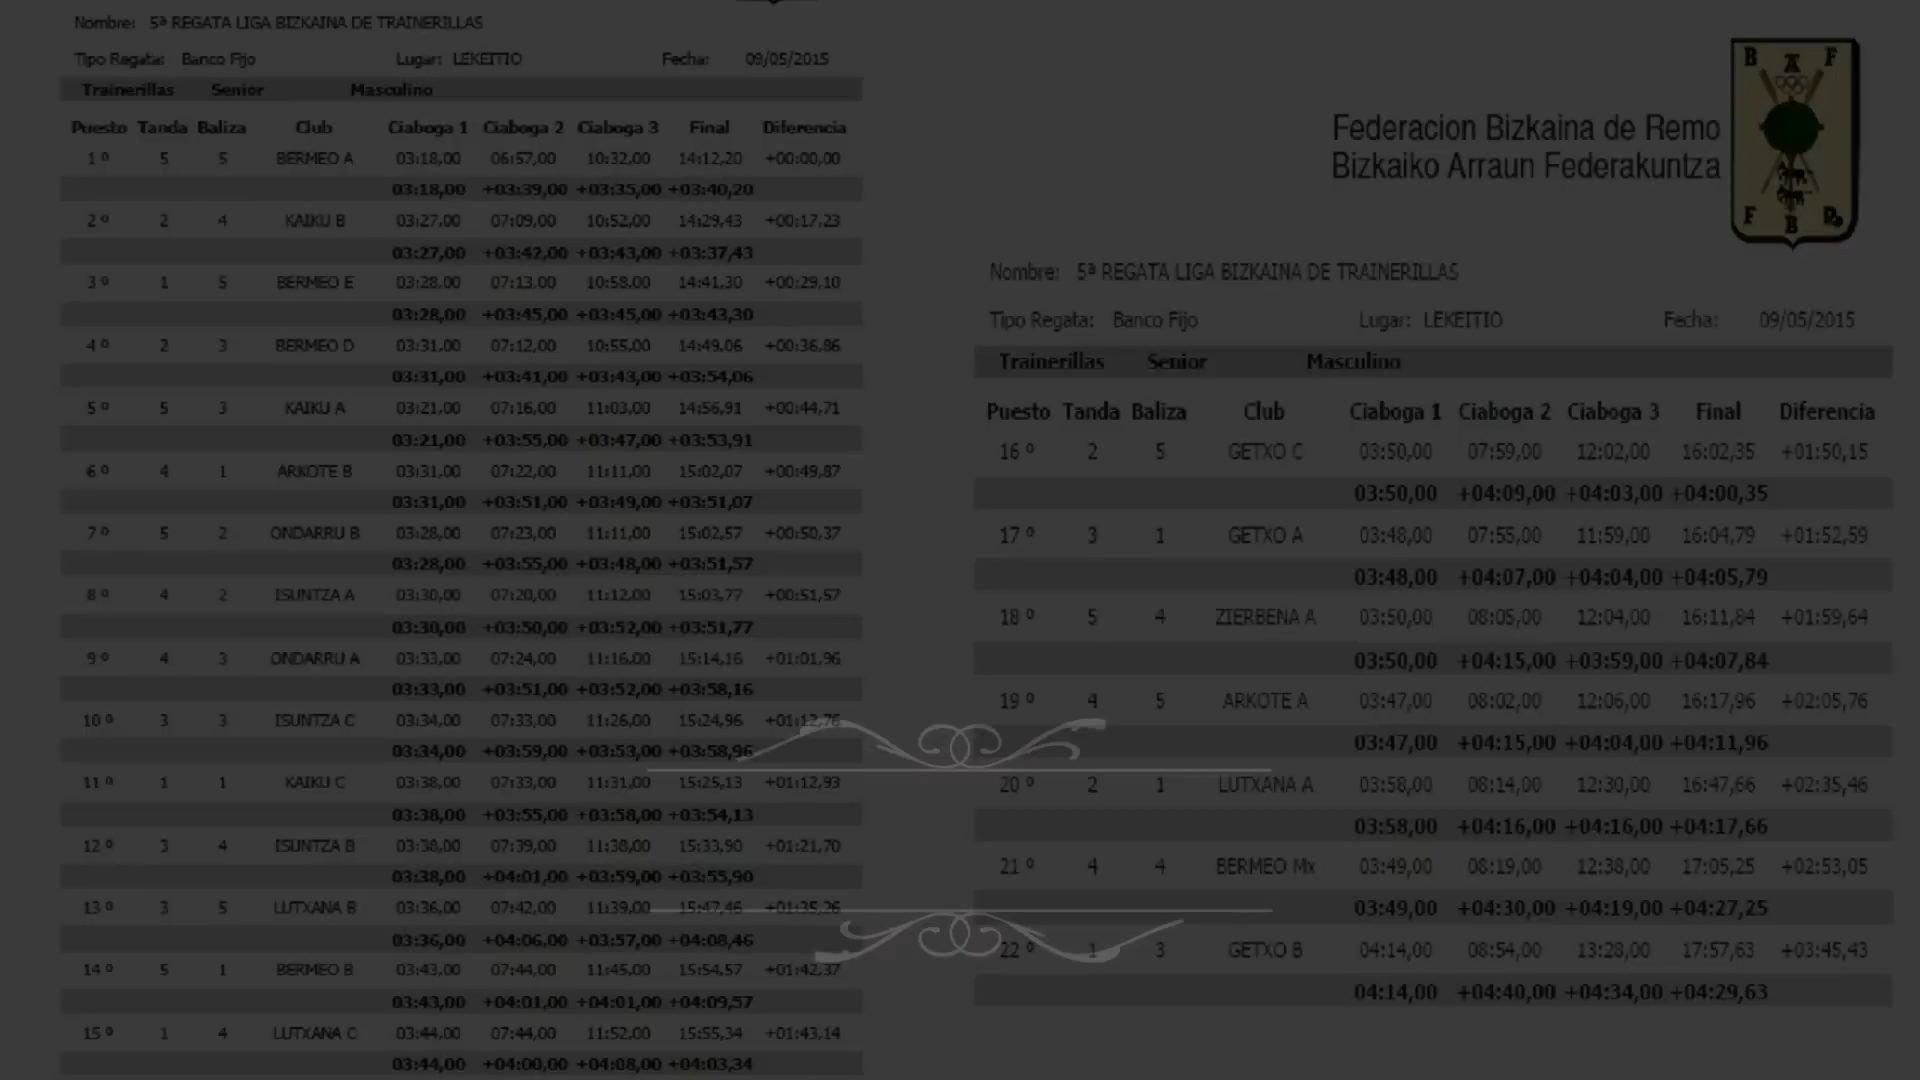 Nombre: 5ª REGATA LIGA BIZKAINA DE TRAINERILLAS
Tipo Regata: Banco Fijo Lugar: LEKEITIO Fecha: 09/05/2015
Trainerillas Senior Masculino
Puesto Tanda Baliza Club Ciaboga 1 Ciaboga 2 Ciaboga 3 Final Diferencia
1º 5 5 BERMEO A 03:18,00 06:57,00 10:32,00 14:12,20 +00:00,00
03:18,00 +03:39,00 +03:35,00 +03:40,20
2º 2 4 KAIKU B 03:27,00 07:09,00 10:52,00 14:29,43 +00:17,23
03:27,00 +03:42,00 +03:43,00 +03:37,43
3º 1 5 BERMEO E 03:28,00 07:13,00 10:58,00 14:41,30 +00:29,10
03:28,00 +03:45,00 +03:45,00 +03:43,30
4º 2 3 BERMEO D 03:31,00 07:12,00 10:55,00 14:49,06 +00:36,86
03:31,00 +03:41,00 +03:43,00 +03:54,06
5º 5 3 KAIKU A 03:21,00 07:16,00 11:03,00 14:56,91 +00:44,71
03:21,00 +03:55,00 +03:47,00 +03:53,91
6º 4 1 ARKOTE B 03:31,00 07:22,00 11:11,00 15:02,07 +00:49,87
03:31,00 +03:51,00 +03:49,00 +03:51,07
7º 5 2 ONDARRU B 03:28,00 07:23,00 11:11,00 15:02,57 +00:50,37
03:28,00 +03:55,00 +03:48,00 +03:51,57
8º 4 2 ISUNTZA A 03:30,00 07:20,00 11:12,00 15:03,77 +00:51,57
03:30,00 +03:50,00 +03:52,00 +03:51,77
9º 4 3 ONDARRU A 03:33,00 07:24,00 11:16,00 15:14,16 +01:01,96
03:33,00 +03:51,00 +03:52,00 +03:58,16
10º 3 3 ISUNTZA C 03:34,00 07:33,00 11:26,00 15:24,96 +01:12,76
03:34,00 +03:59,00 +03:53,00 +03:58,96
11º 1 1 KAIKU C 03:38,00 07:33,00 11:31,00 15:25,13 +01:12,93
03:38,00 +03:55,00 +03:58,00 +03:54,13
12º 3 4 ISUNTZA B 03:38,00 07:39,00 11:38,00 15:33,90 +01:21,70
03:38,00 +04:01,00 +03:59,00 +03:55,90
13º 3 5 LUTXANA B 03:36,00 07:42,00 11:39,00 15:47,46 +01:35,26
03:36,00 +04:06,00 +03:57,00 +04:08,46
14º 5 1 BERMEO B 03:43,00 07:44,00 11:45,00 15:54,57 +01:42,37
03:43,00 +04:01,00 +04:01,00 +04:09,57
15º 1 4 LUTXANA C 03:44,00 07:44,00 11:52,00 15:55,34 +01:43,14
03:44,00 +04:00,00 +04:08,00 +04:03,34
B A F
Federacion Bizkaina de Remo
Bizkaiko Arraun Federakuntza
F B Rº
Nombre: 5ª REGATA LIGA BIZKAINA DE TRAINERILLAS
Tipo Regata: Banco Fijo Lugar: LEKEITIO Fecha: 09/05/2015
Trainerillas Senior Masculino
Puesto Tanda Baliza Club Ciaboga 1 Ciaboga 2 Ciaboga 3 Final Diferencia
16º 2 5 GETXO C 03:50,00 07:59,00 12:02,00 16:02,35 +01:50,15
03:50,00 +04:09,00 +04:03,00 +04:00,35
17º 3 1 GETXO A 03:48,00 07:55,00 11:59,00 16:04,79 +01:52,59
03:48,00 +04:07,00 +04:04,00 +04:05,79
18º 5 4 ZIERBENA A 03:50,00 08:05,00 12:04,00 16:11,84 +01:59,64
03:50,00 +04:15,00 +03:59,00 +04:07,84
19º 4 5 ARKOTE A 03:47,00 08:02,00 12:06,00 16:17,96 +02:05,76
03:47,00 +04:15,00 +04:04,00 +04:11,96
20º 2 1 LUTXANA A 03:58,00 08:14,00 12:30,00 16:47,66 +02:35,46
03:58,00 +04:16,00 +04:16,00 +04:17,66
21º 4 4 BERMEO Mx 03:49,00 08:19,00 12:38,00 17:05,25 +02:53,05
03:49,00 +04:30,00 +04:19,00 +04:27,25
22º 1 3 GETXO B 04:14,00 08:54,00 13:28,00 17:57,63 +03:45,43
04:14,00 +04:40,00 +04:34,00 +04:29,63